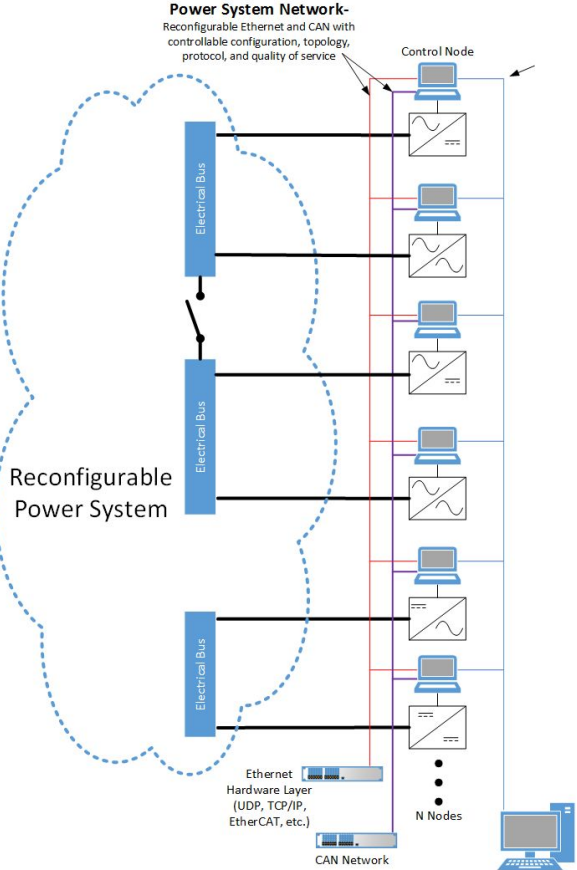 Power System Network-
Reconfigurable Ethernet and CAN with
controllable configuration, topology,
protocol, and quality of service
Control Node
Electrical Bus
Electrical Bus
Reconfigurable
Power System
Electrical Bus
Ethernet
Hardware Layer
(UDP, TCP/IP,
EtherCAT, etc.)
N Nodes
CAN Network